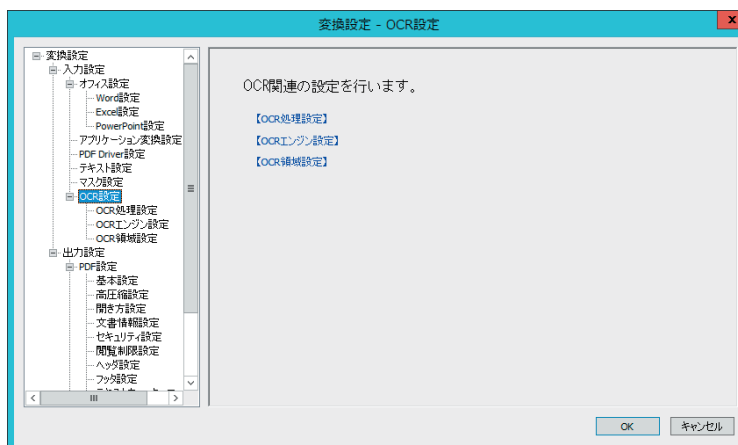 変換設定 - OCR設定
変換設定
入力設定
オフィス設定
Word設定
Excel設定
PowerPoint設定
アプリケーション変換設定
PDF Driver設定
テキスト設定
マスク設定
OCR設定
OCR処理設定
OCRエンジン設定
OCR領域設定
出力設定
PDF設定
基本設定
高圧縮設定
開き方設定
文書情報設定
セキュリティ設定
閲覧制限設定
ヘッダ設定
フッタ設定
OCR関連の設定を行います。
【OCR処理設定】
【OCRエンジン設定】
【OCR領域設定】
OK
キャンセル